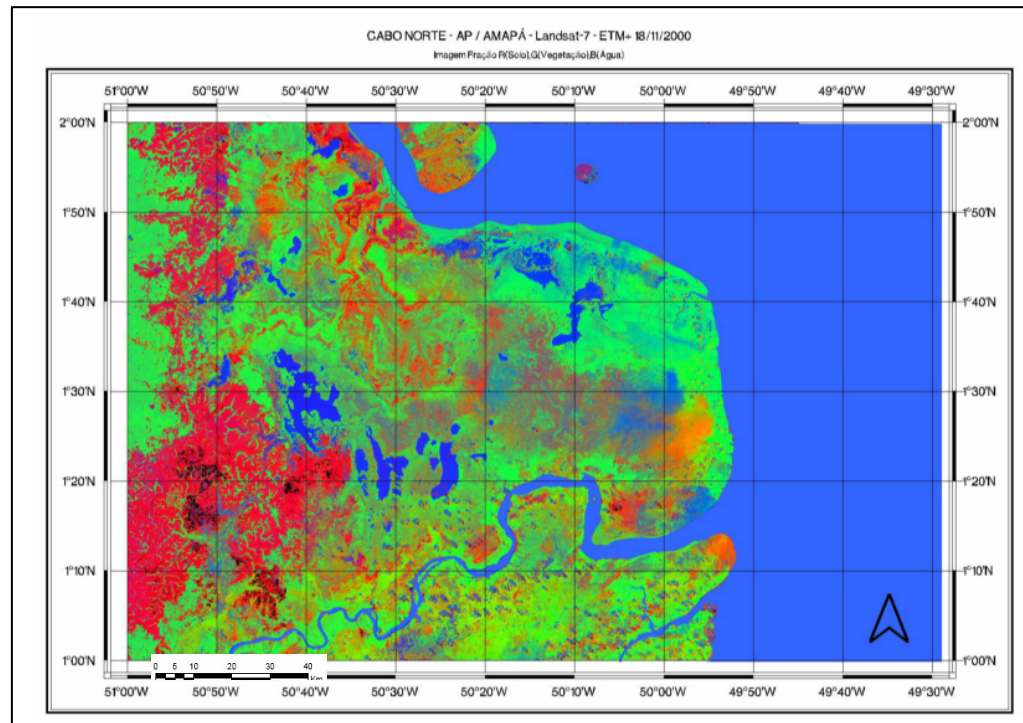 CABO NORTE - AP / AMAPÁ - Landsat-7 - ETM+ 18/11/2000
Imagem Fração R(Solo),G(Vegetação),B(Água)
51°00'W 50°50'W 50°40'W 50°30'W 50°20'W 50°10'W 50°00'W 49°50'W 49°40'W 49°30'W
2°00'N 2°00'N
1°50'N 1°50'N
1°40'N 1°40'N
1°30'N 1°30'N
1°20'N 1°20'N
1°10'N 1°10'N
1°00'N 1°00'N
0 5 10 20 30 40
Km
51°00'W 50°50'W 50°40'W 50°30'W 50°20'W 50°10'W 50°00'W 49°50'W 49°40'W 49°30'W